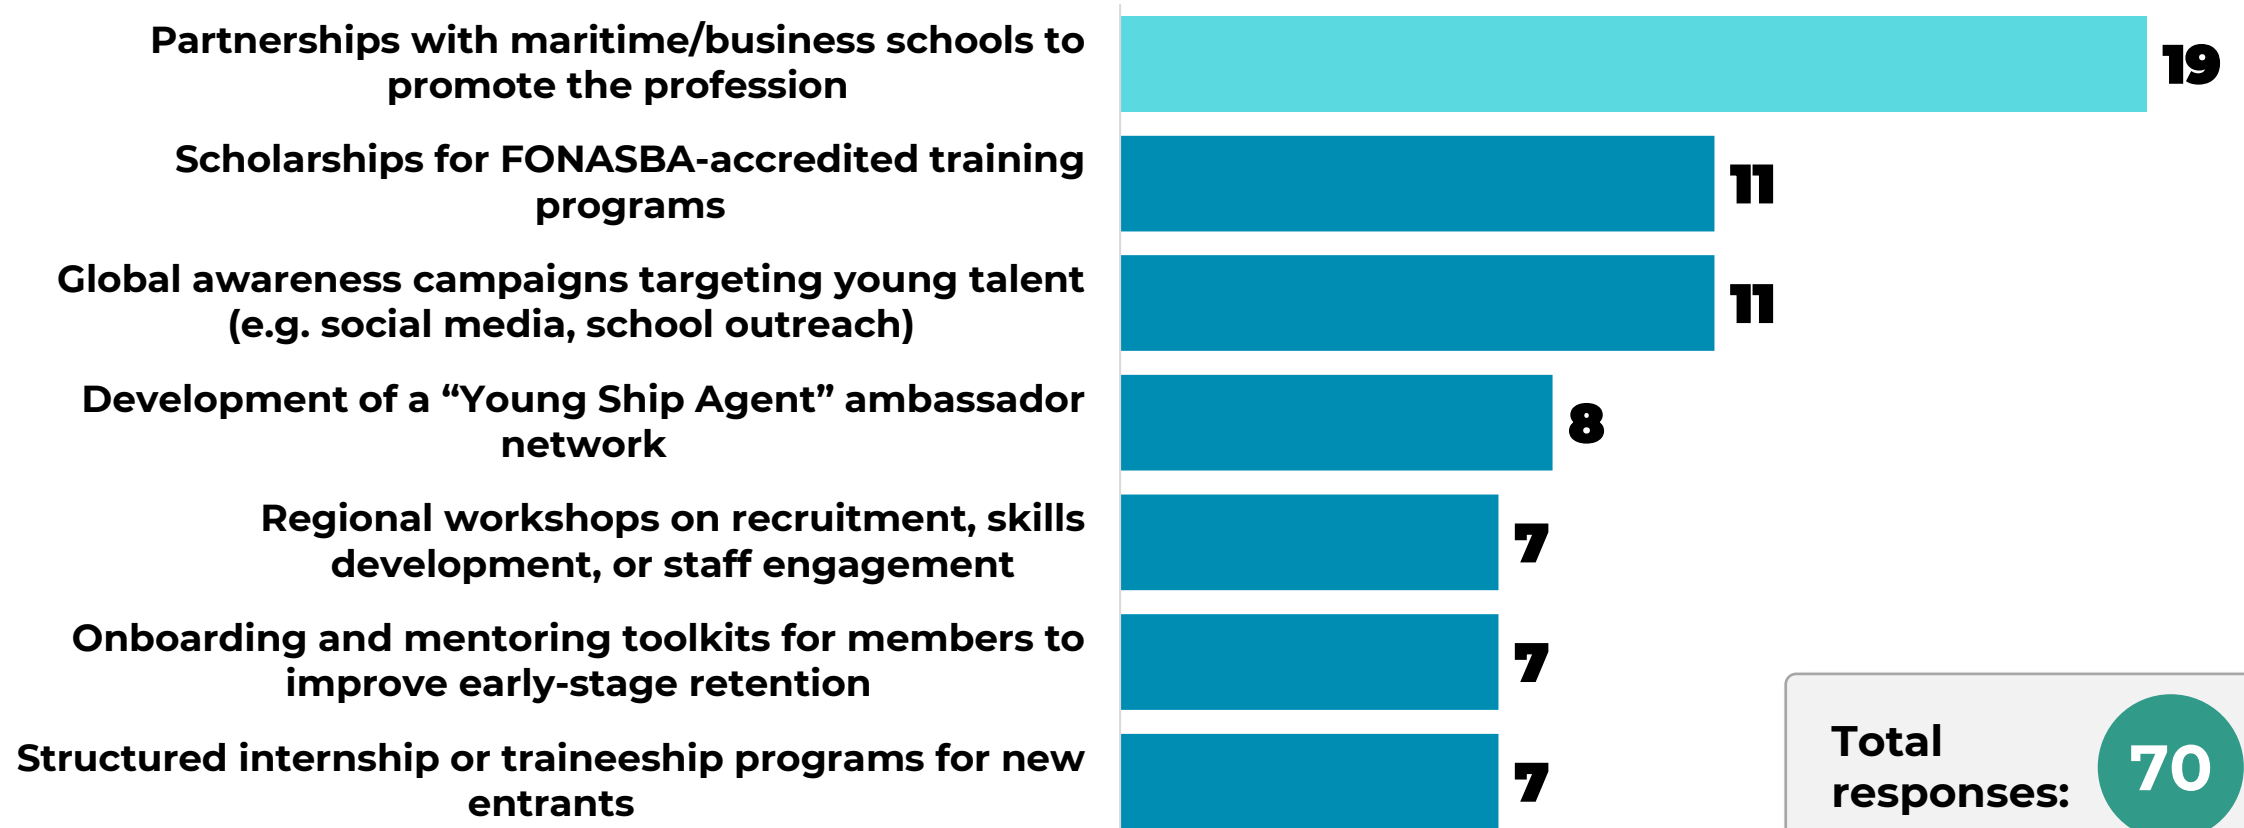 Partnerships with maritime/business schools to
promote the profession
19
Scholarships for FONASBA-accredited training
programs
11
Global awareness campaigns targeting young talent
(e.g. social media, school outreach)
11
Development of a “Young Ship Agent” ambassador
network
8
Regional workshops on recruitment, skills
development, or staff engagement
7
Onboarding and mentoring toolkits for members to
improve early-stage retention
7
Structured internship or traineeship programs for new
entrants
7
Total
responses:
70